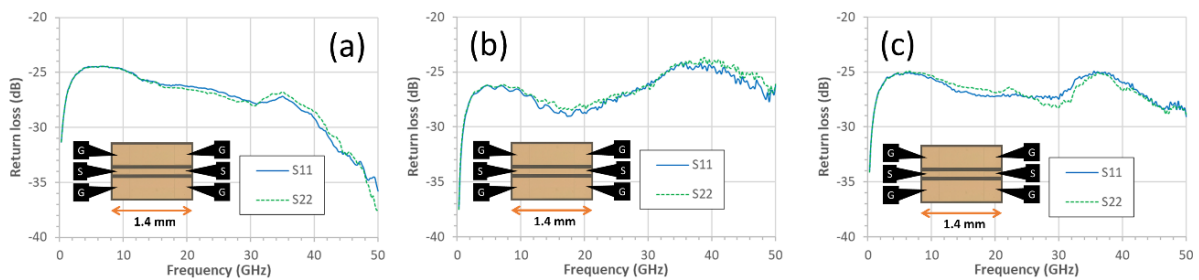 (a)
Return loss (dB)
-20
-25
-30
-35
-40
G G
S S
G G
1.4 mm
S11
S22
0 10 20 30 40 50
Frequency (GHz)
(b)
Return loss (dB)
-20
-25
-30
-35
-40
G G
S S
G G
1.4 mm
S11
S22
0 10 20 30 40 50
Frequency (GHz)
(c)
Return loss (dB)
-20
-25
-30
-35
-40
G G
S S
G G
1.4 mm
S11
S22
0 10 20 30 40 50
Frequency (GHz)